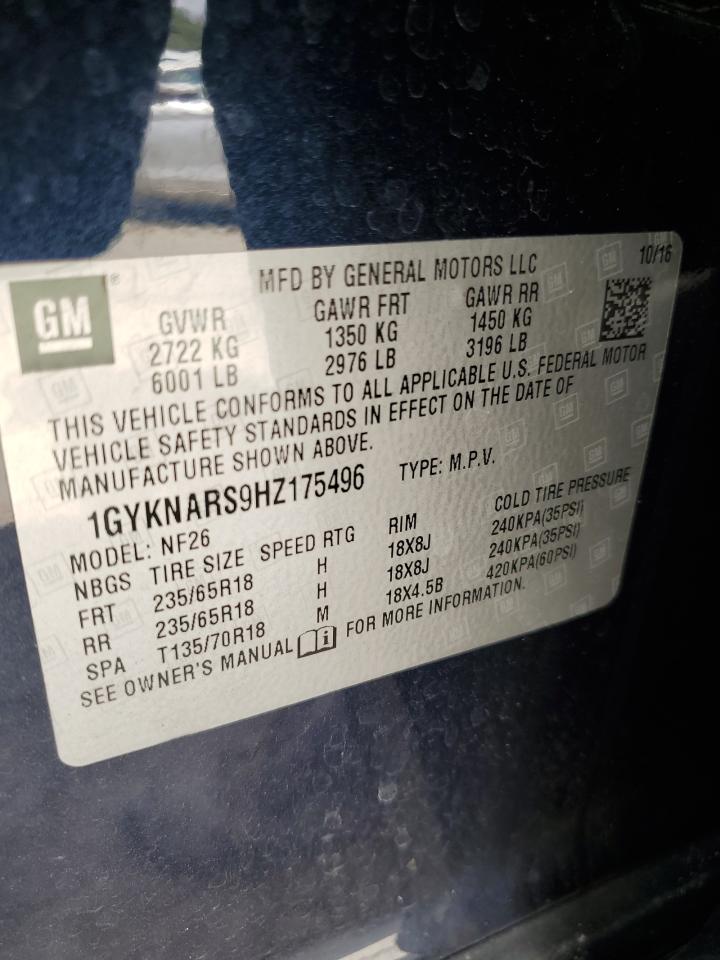 10/16
GM ®
MFD BY GENERAL MOTORS LLC
GVWR GAWR FRT GAWR RR
2722 KG 1350 KG 1450 KG
6001 LB 2976 LB 3196 LB
THIS VEHICLE CONFORMS TO ALL APPLICABLE U.S. FEDERAL MOTOR
VEHICLE SAFETY STANDARDS IN EFFECT ON THE DATE OF
MANUFACTURE SHOWN ABOVE.
1GYKNARS9HZ175496 TYPE: M.P.V.
MODEL: NF26
NBGS TIRE SIZE SPEED RTG RIM COLD TIRE PRESSURE
FRT 235/65R18 H 18X8J 240KPA(35PSI)
RR 235/65R18 H 18X8J 240KPA(35PSI)
SPA T135/70R18 M 18X4.5B 420KPA(60PSI)
SEE OWNER'S MANUAL FOR MORE INFORMATION.